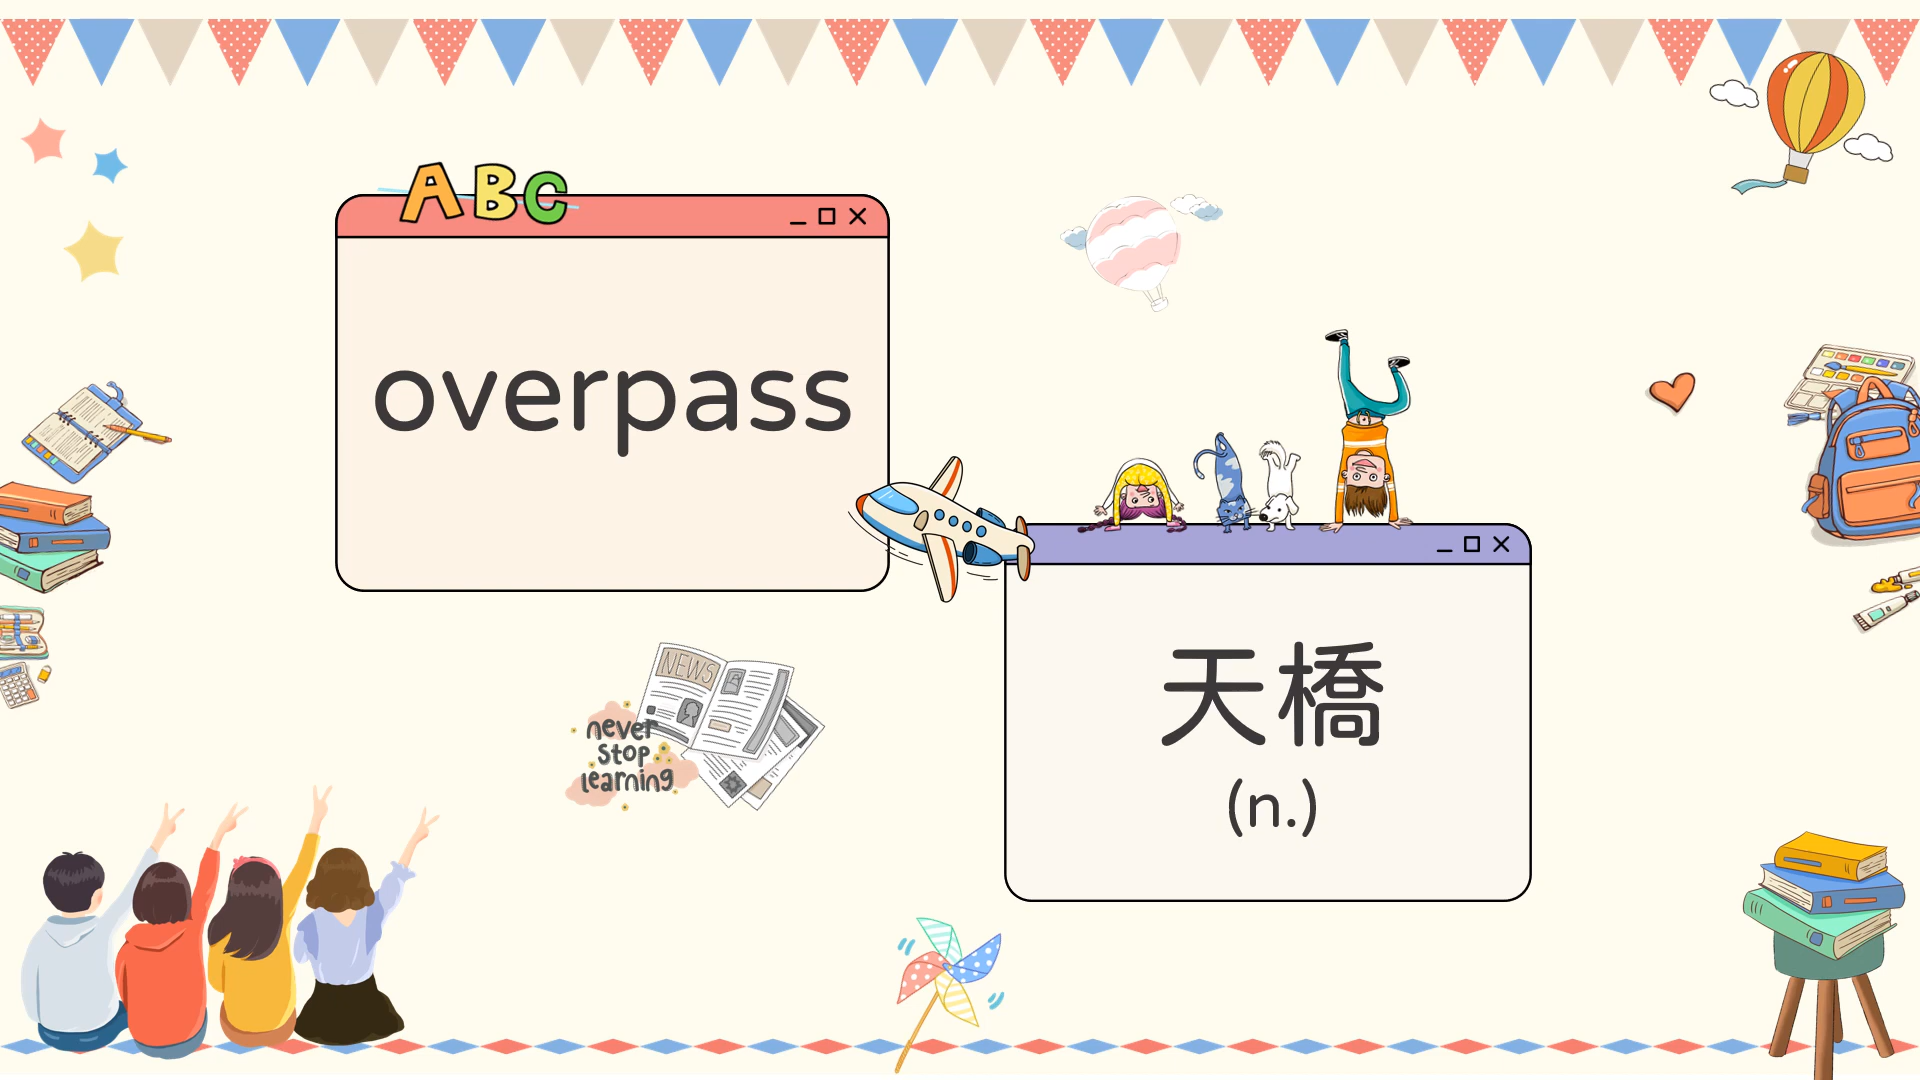 ABC
overpass
NEWS
never
stop
learning
天橋
(n.)